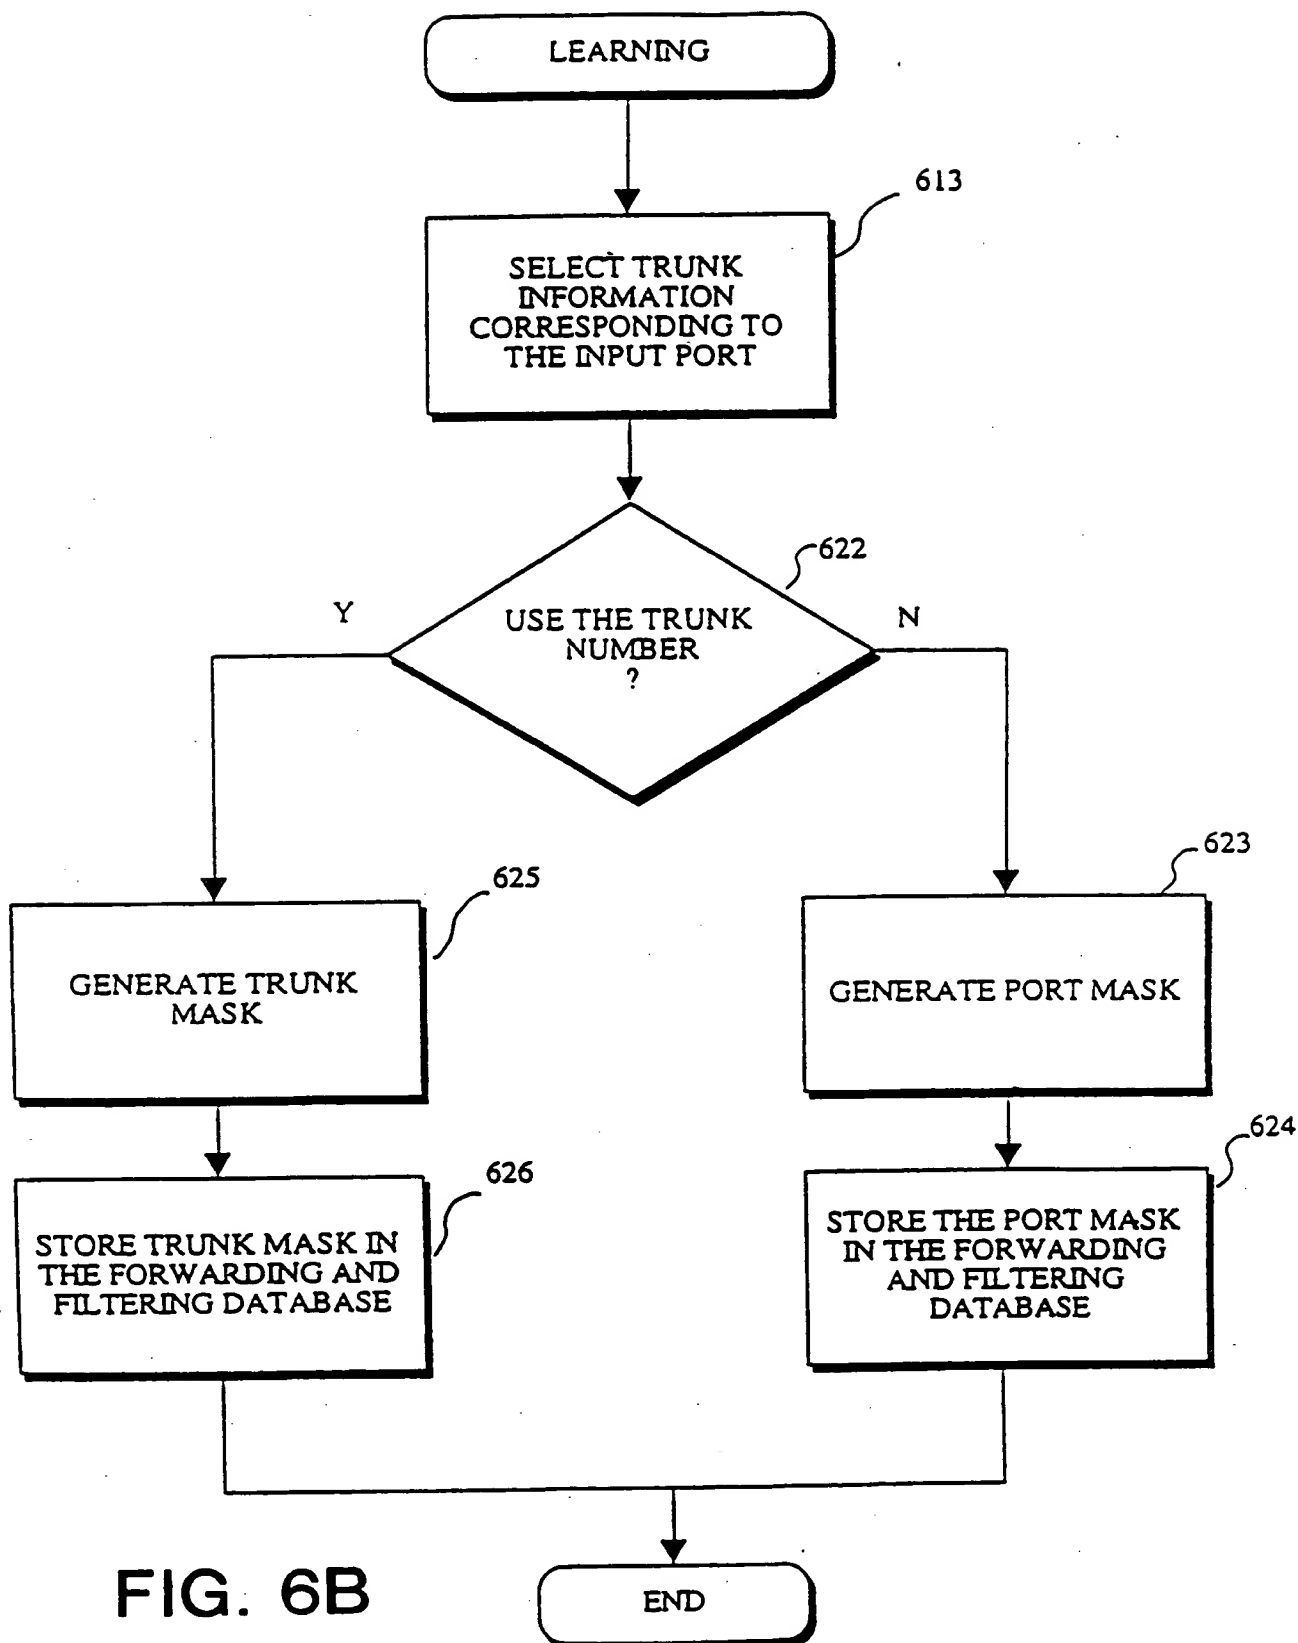 LEARNING
613
SELECT TRUNK
INFORMATION
CORRESPONDING TO
THE INPUT PORT
622
Y
USE THE TRUNK
NUMBER
?
N
625
GENERATE TRUNK
MASK
623
GENERATE PORT MASK
626
STORE TRUNK MASK IN
THE FORWARDING AND
FILTERING DATABASE
624
STORE THE PORT MASK
IN THE FORWARDING
AND FILTERING
DATABASE
END
FIG. 6B